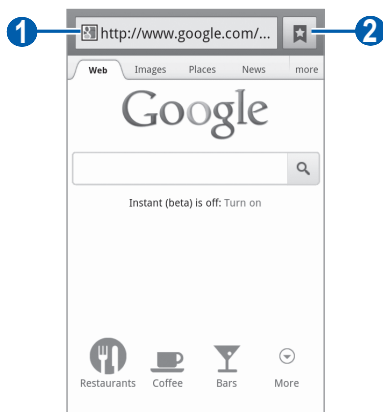 1 http://www.google.com/... 2
Web Images Places News more
Google
Instant (beta) is off: Turn on
Restaurants Coffee Bars More